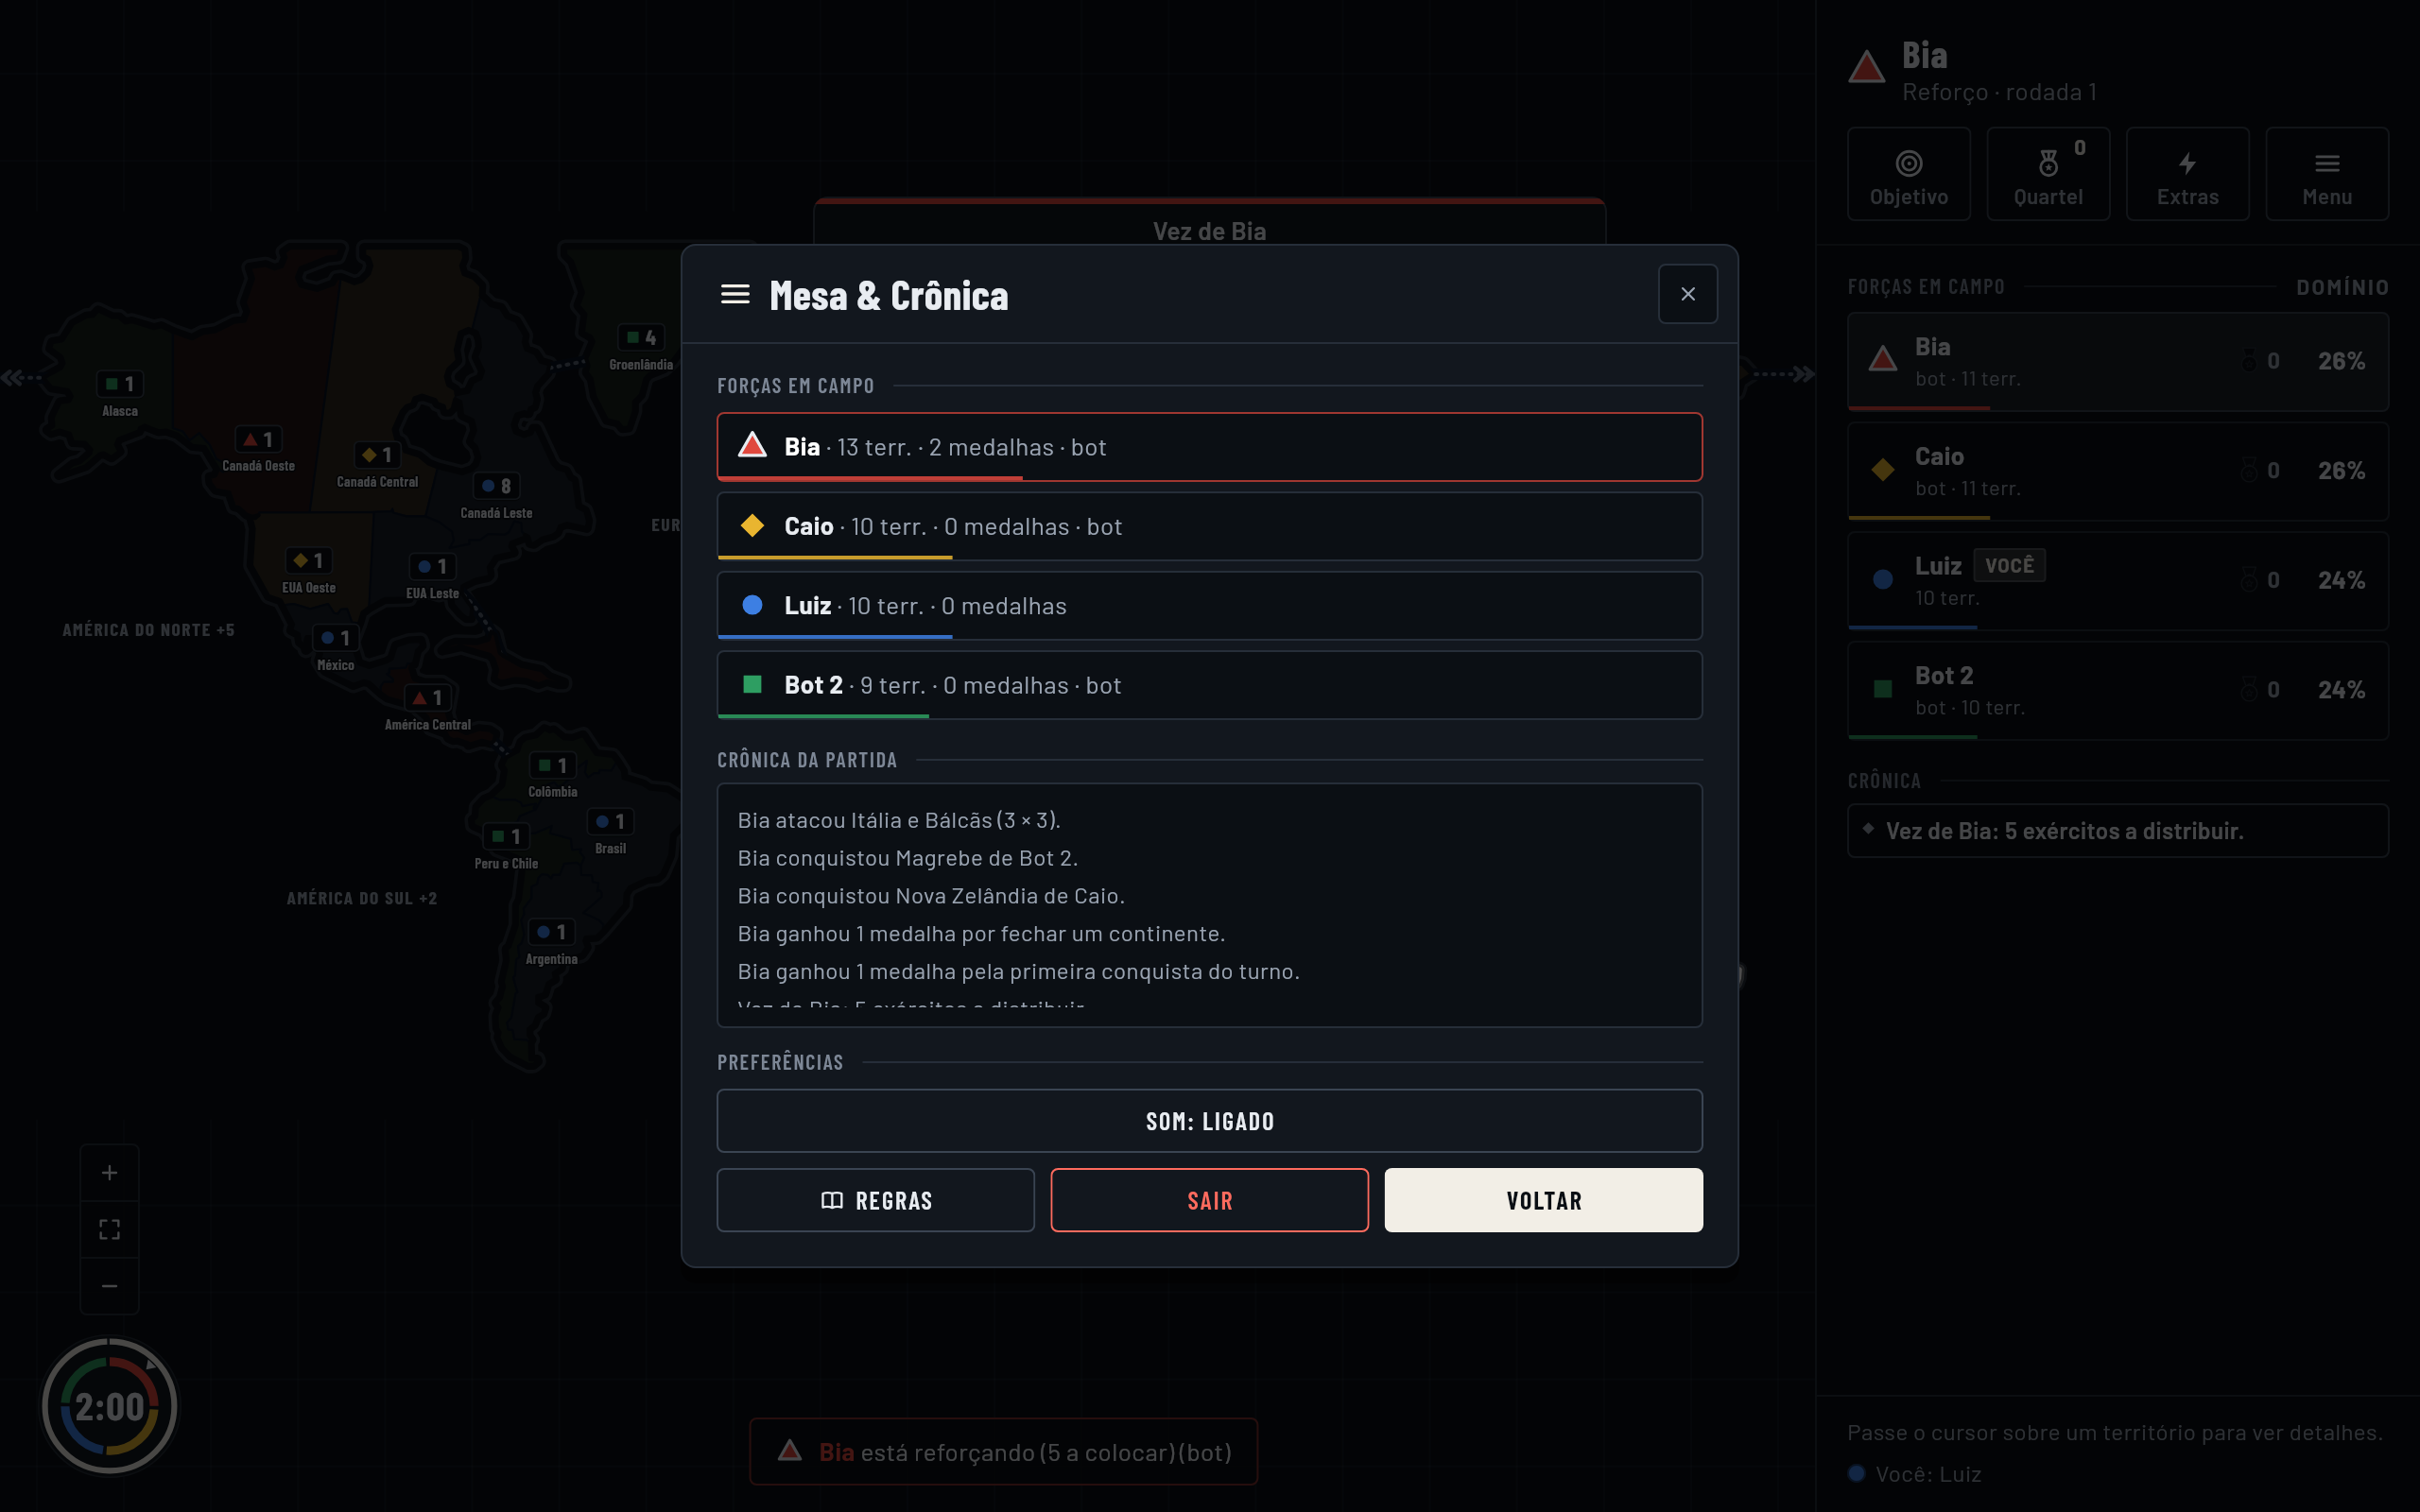 Bia
Reforço · rodada 1
Objetivo
0
Quartel
Extras
Menu
Vez de Bia
FORÇAS EM CAMPO
DOMÍNIO
Bia
bot · 11 terr.
0
26%
Caio
bot · 11 terr.
0
26%
Luiz
VOCÊ
10 terr.
0
24%
Bot 2
bot · 10 terr.
0
24%
CRÔNICA
Vez de Bia: 5 exércitos a distribuir.
Passe o cursor sobre um território para ver detalhes.
Você: Luiz
Mesa & Crônica
FORÇAS EM CAMPO
Bia · 13 terr. · 2 medalhas · bot
Caio · 10 terr. · 0 medalhas · bot
Luiz · 10 terr. · 0 medalhas
Bot 2 · 9 terr. · 0 medalhas · bot
CRÔNICA DA PARTIDA
Bia atacou Itália e Bálcãs (3 × 3).
Bia conquistou Magrebe de Bot 2.
Bia conquistou Nova Zelândia de Caio.
Bia ganhou 1 medalha por fechar um continente.
Bia ganhou 1 medalha pela primeira conquista do turno.
Vez de Bia: 5 exércitos a distribuir.
PREFERÊNCIAS
SOM: LIGADO
REGRAS
SAIR
VOLTAR
4
Groenlândia
1
Alasca
1
Canadá Oeste
1
Canadá Central
8
Canadá Leste
EUR
1
EUA Oeste
1
EUA Leste
AMÉRICA DO NORTE +5
1
México
1
América Central
1
Colômbia
1
Brasil
1
Peru e Chile
AMÉRICA DO SUL +2
1
Argentina
+
−
2:00
Bia está reforçando (5 a colocar) (bot)